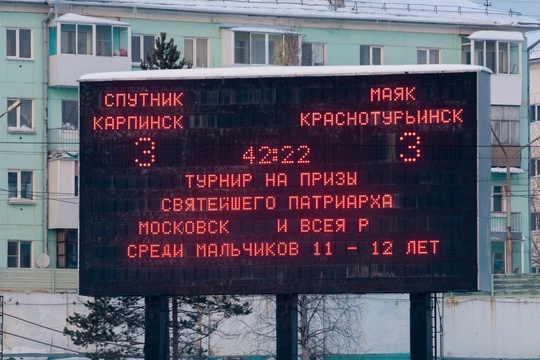 СПУТНИК МАЯК
КАРПИНСК КРАСНОТУРЬИНСК
3 42:22 3
ТУРНИР НА ПРИЗЫ
СВЯТЕЙШЕГО ПАТРИАРХА
МОСКОВСК И ВСЕЯ Р
СРЕДИ МАЛЬЧИКОВ 11 - 12 ЛЕТ